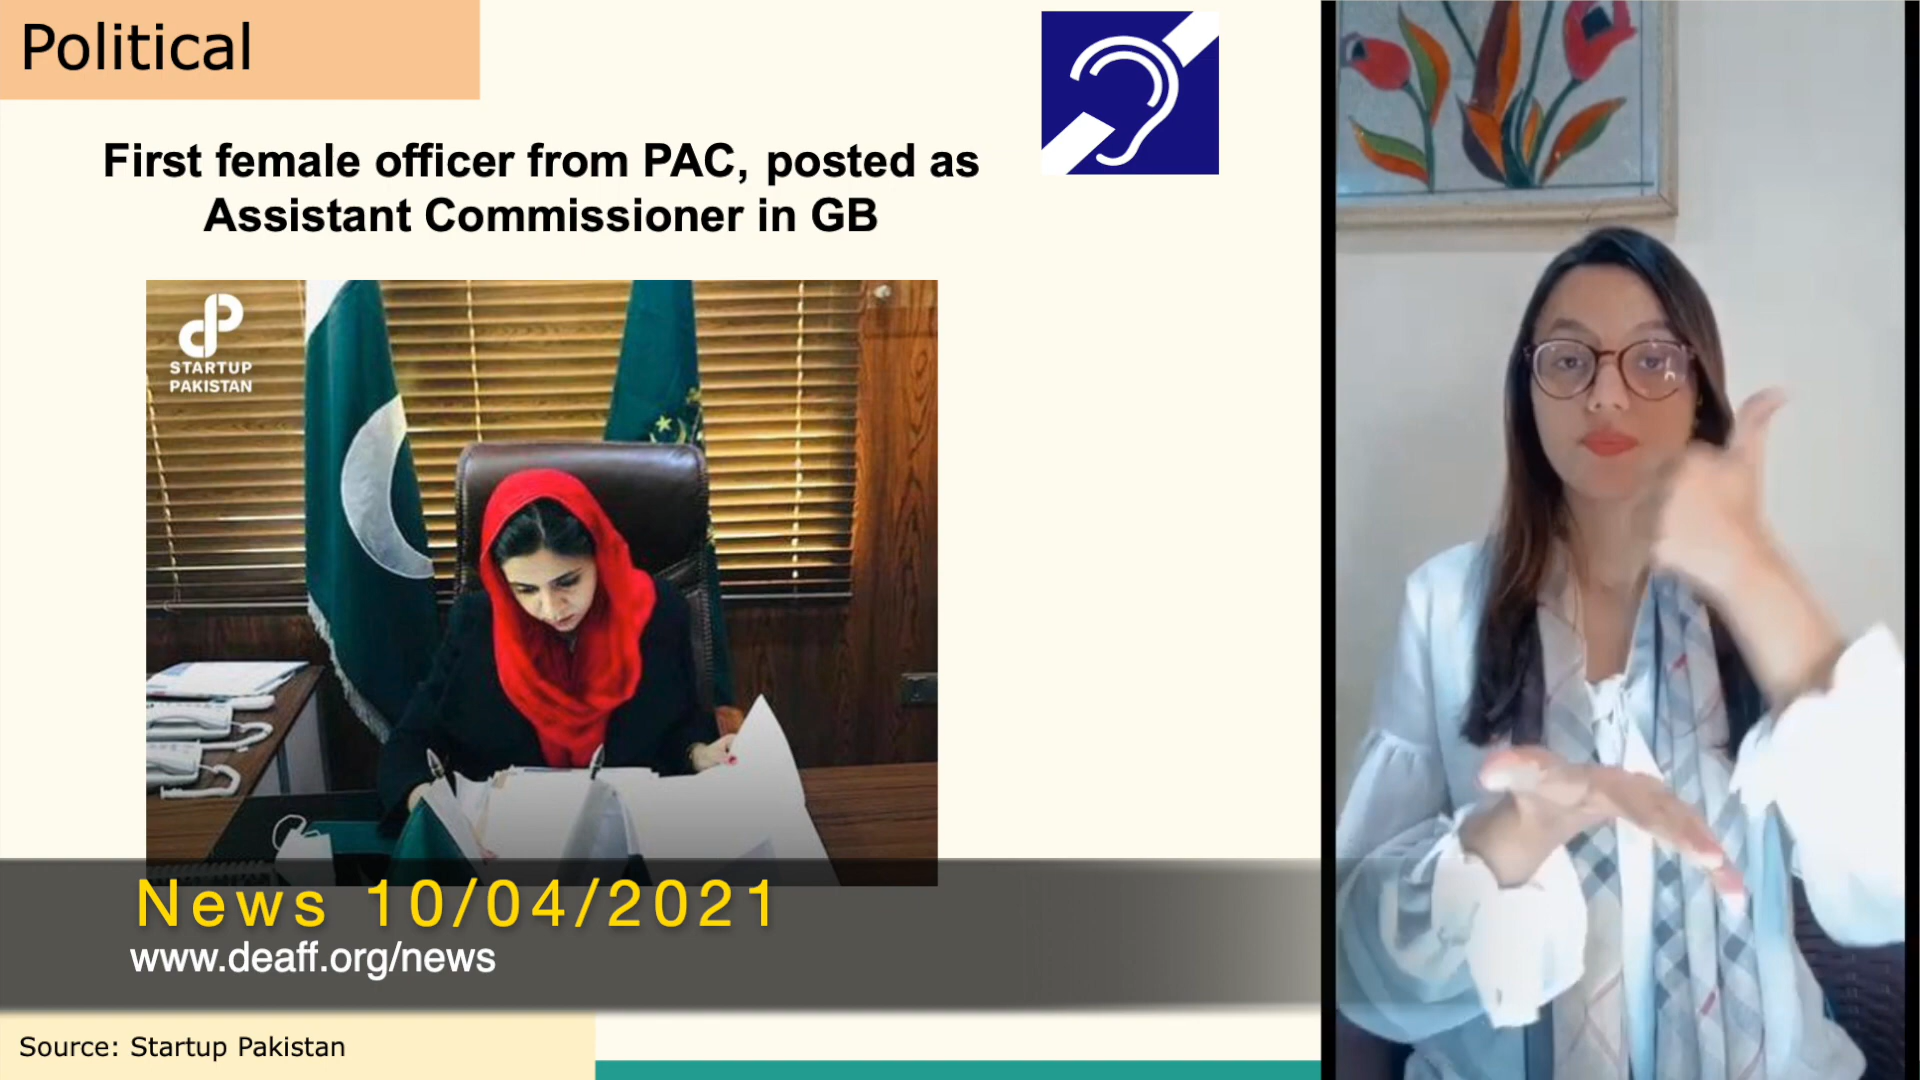 Political
First female officer from PAC, posted as
Assistant Commissioner in GB
STARTUP
PAKISTAN
News 10/04/2021
www.deaff.org/news
Source: Startup Pakistan